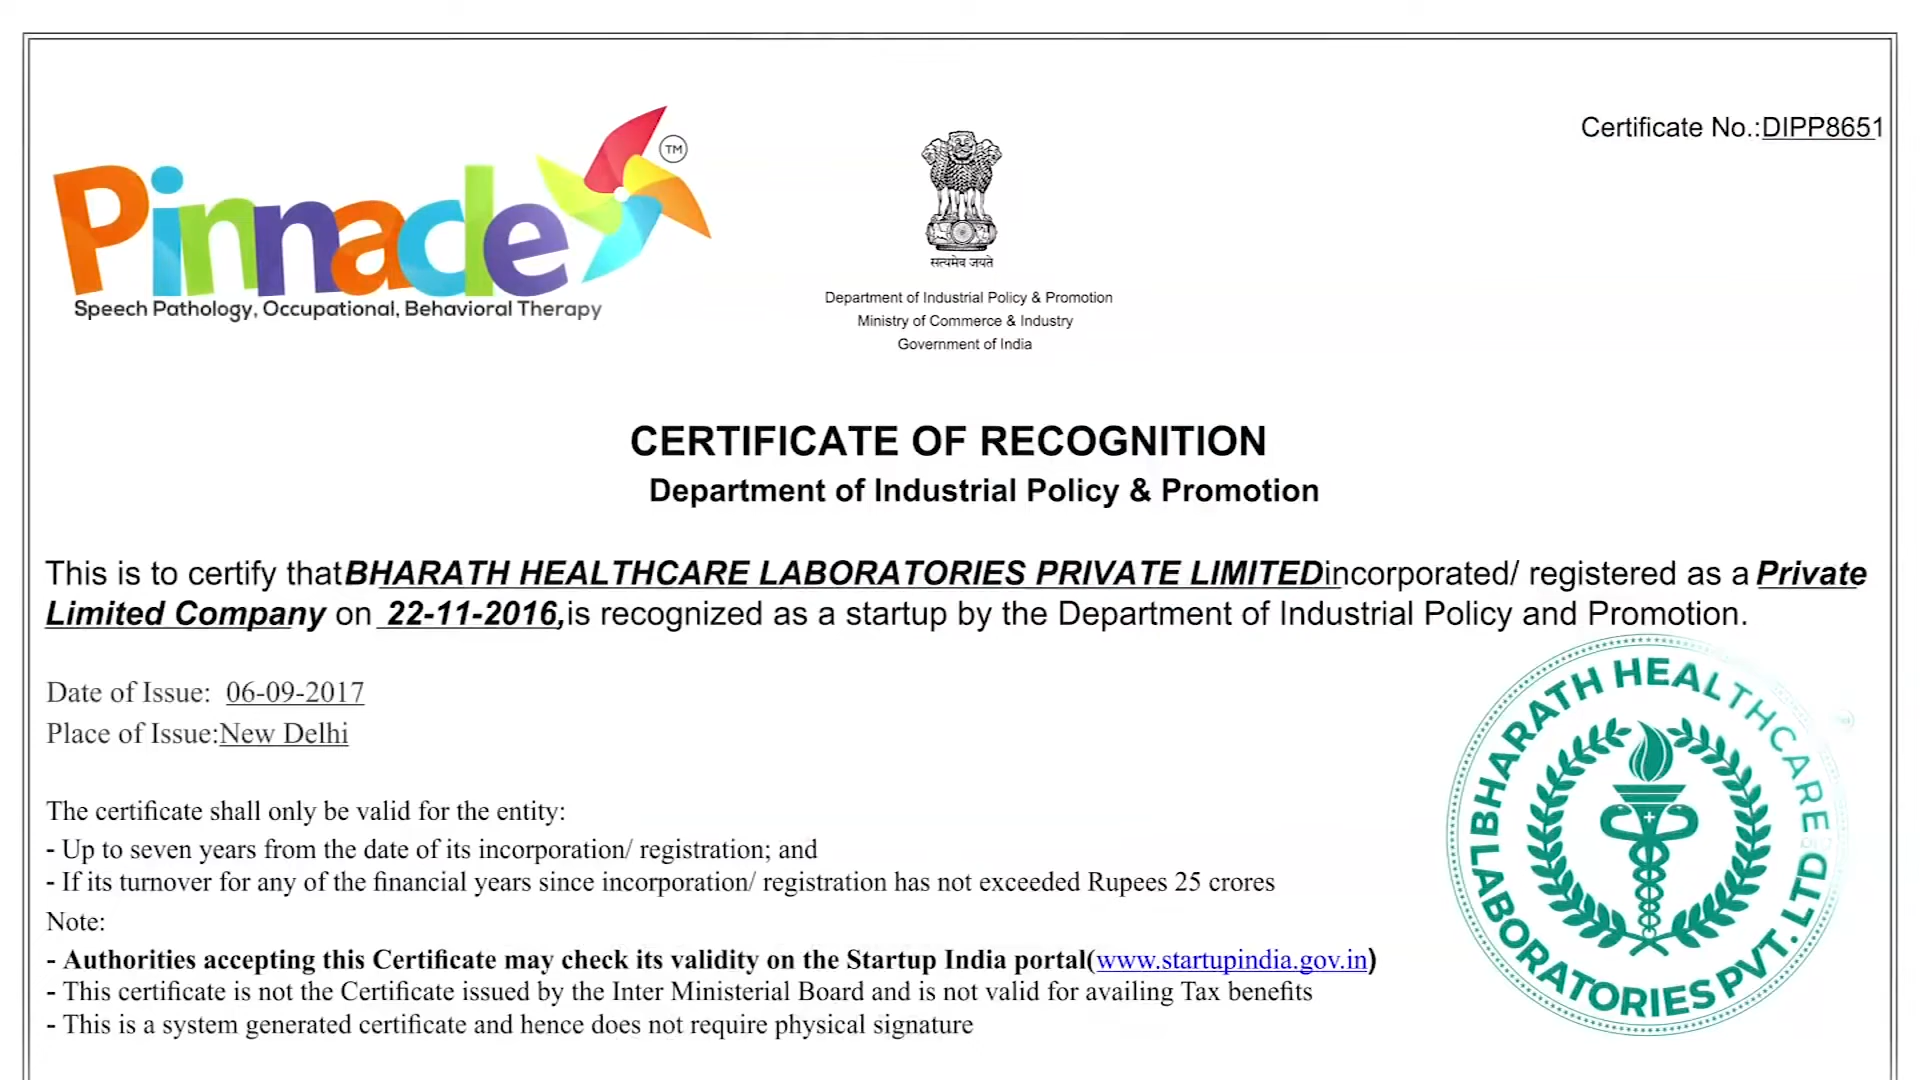 Pinnacle
TM
Speech Pathology, Occupational, Behavioral Therapy
Certificate No.:DIPP8651
सत्यमेव जयते
Department of Industrial Policy & Promotion
Ministry of Commerce & Industry
Government of India
CERTIFICATE OF RECOGNITION
Department of Industrial Policy & Promotion
This is to certify thatBHARATH HEALTHCARE LABORATORIES PRIVATE LIMITEDincorporated/ registered as a Private
Limited Company on 22-11-2016,is recognized as a startup by the Department of Industrial Policy and Promotion.
Date of Issue: 06-09-2017
Place of Issue:New Delhi
The certificate shall only be valid for the entity:
- Up to seven years from the date of its incorporation/ registration; and
- If its turnover for any of the financial years since incorporation/ registration has not exceeded Rupees 25 crores
Note:
- Authorities accepting this Certificate may check its validity on the Startup India portal(www.startupindia.gov.in)
- This certificate is not the Certificate issued by the Inter Ministerial Board and is not valid for availing Tax benefits
- This is a system generated certificate and hence does not require physical signature
BHARATH HEALTHCARE
LABORATORIES PVT. LTD